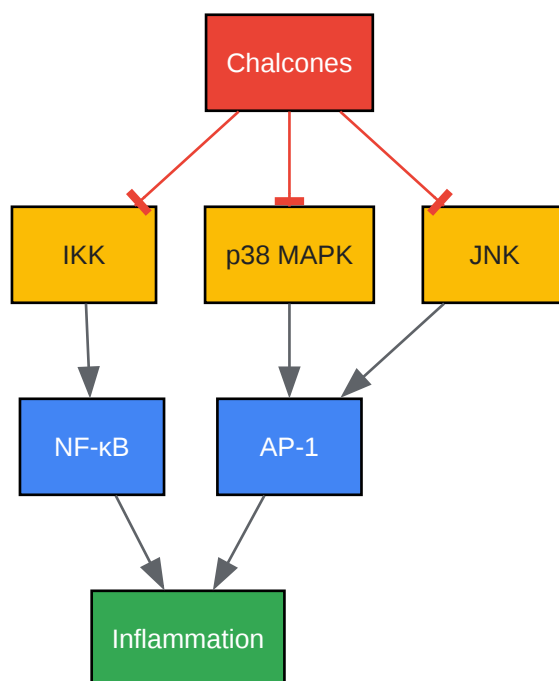 Chalcones
IKK
p38 MAPK
JNK
NF-κB
AP-1
Inflammation